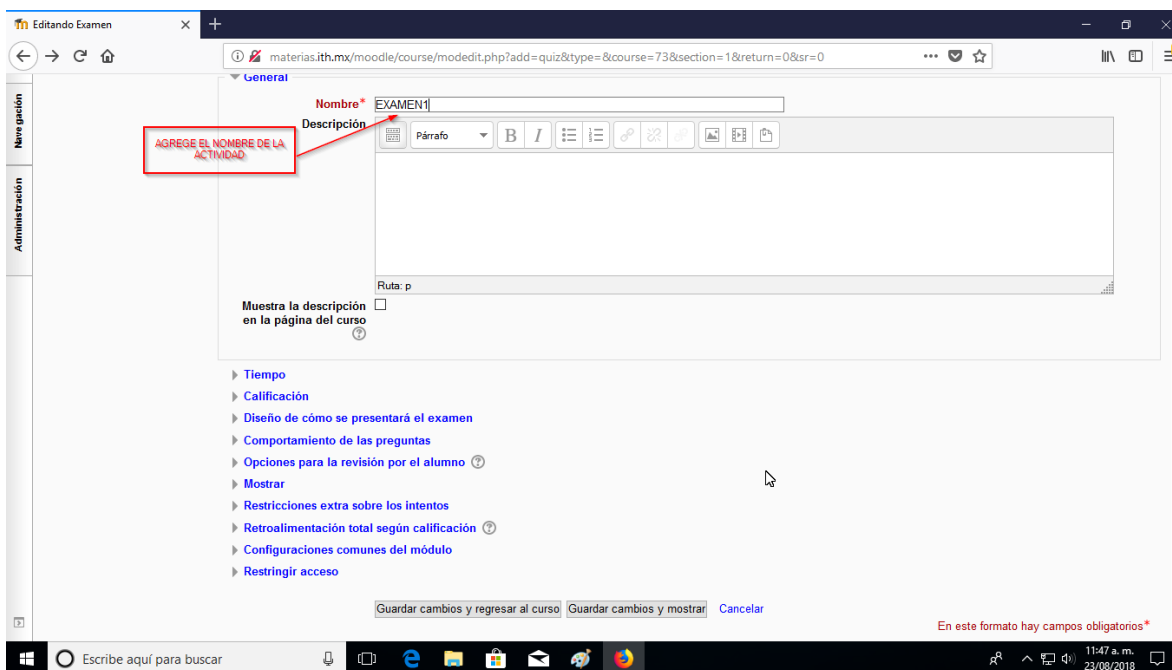 Editando Examen
materias.ith.mx/moodle/course/modedit.php?add=quiz&type=&course=73&section=1&return=0&sr=0
Navegación
Administración
General
Nombre* EXAMEN1
Descripción
Párrafo
B I
AGREGE EL NOMBRE DE LA
ACTIVIDAD
Ruta: p
Muestra la descripción
en la página del curso
Tiempo
Calificación
Diseño de cómo se presentará el examen
Comportamiento de las preguntas
Opciones para la revisión por el alumno
Mostrar
Restricciones extra sobre los intentos
Retroalimentación total según calificación
Configuraciones comunes del módulo
Restringir acceso
Guardar cambios y regresar al curso Guardar cambios y mostrar Cancelar
En este formato hay campos obligatorios*
Escribe aquí para buscar
11:47 a. m.
23/08/2018